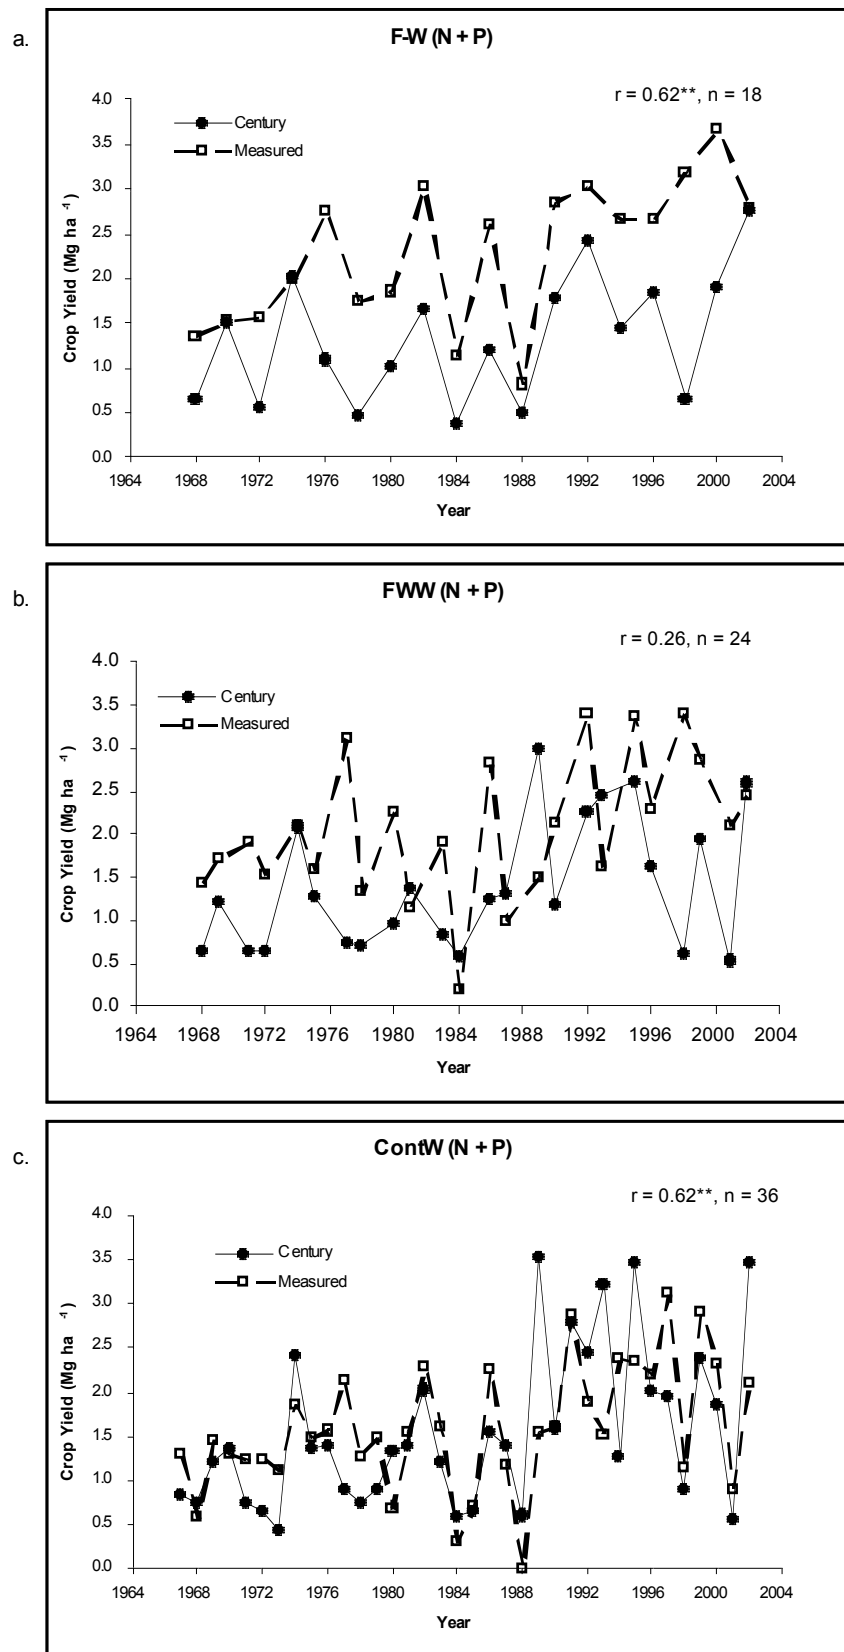 a.
F-W (N + P)
r = 0.62**, n = 18
Century
Measured
Crop Yield (Mg ha -1)
4.0
3.5
3.0
2.5
2.0
1.5
1.0
0.5
0.0
1964 1968 1972 1976 1980 1984 1988 1992 1996 2000 2004
Year
b.
FWW (N + P)
r = 0.26, n = 24
Century
Measured
Crop Yield (Mg ha -1)
4.0
3.5
3.0
2.5
2.0
1.5
1.0
0.5
0.0
1964 1968 1972 1976 1980 1984 1988 1992 1996 2000 2004
Year
c.
ContW (N + P)
r = 0.62**, n = 36
Century
Measured
Crop Yield (Mg ha -1)
4.0
3.5
3.0
2.5
2.0
1.5
1.0
0.5
0.0
1964 1968 1972 1976 1980 1984 1988 1992 1996 2000 2004
Year